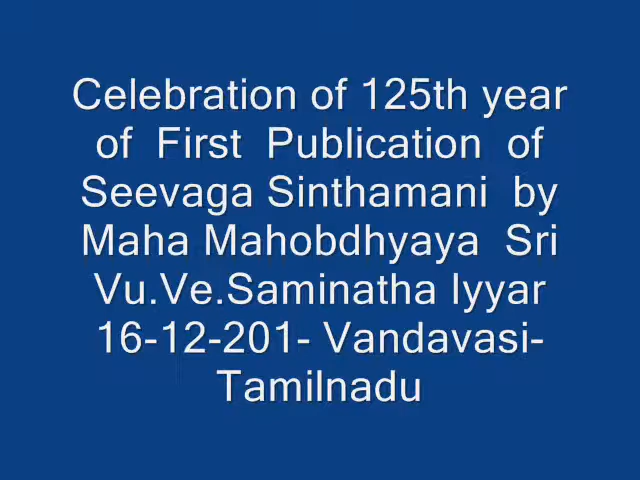 Celebration of 125th year
of First Publication of
Seevaga Sinthamani by
Maha Mahobdhyaya Sri
Vu.Ve.Saminatha Iyyar
16-12-201- Vandavasi-
Tamilnadu